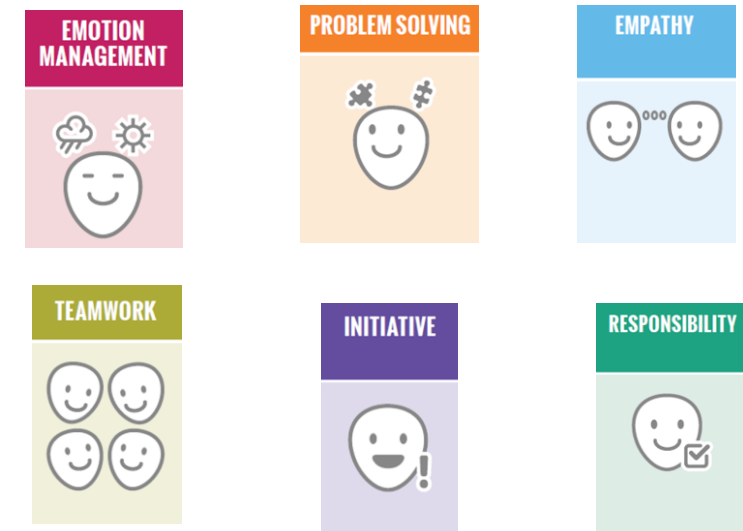 EMOTION
MANAGEMENT
PROBLEM SOLVING
EMPATHY
TEAMWORK
INITIATIVE
RESPONSIBILITY